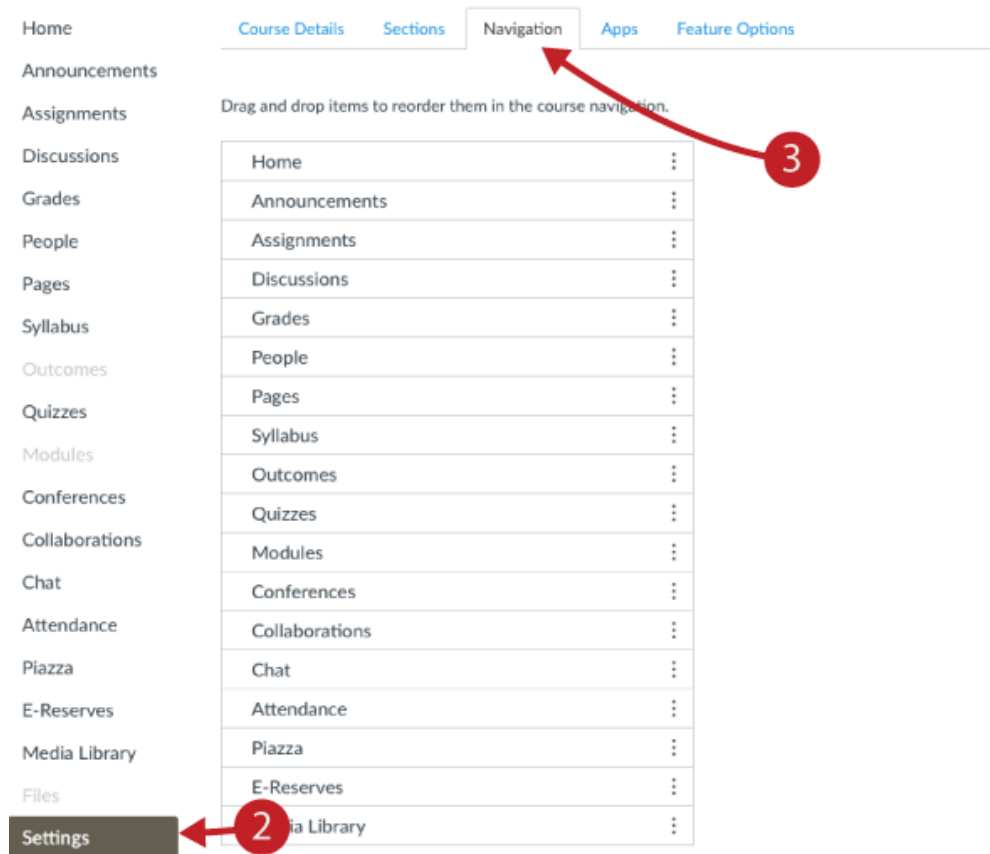 Home
Announcements
Assignments
Discussions
Grades
People
Pages
Syllabus
Outcomes
Quizzes
Modules
Conferences
Collaborations
Chat
Attendance
Piazza
E-Reserves
Media Library
Files
Settings
Course Details Sections Navigation Apps Feature Options
Drag and drop items to reorder them in the course navigation.
3
Home
Announcements
Assignments
Discussions
Grades
People
Pages
Syllabus
Outcomes
Quizzes
Modules
Conferences
Collaborations
Chat
Attendance
Piazza
E-Reserves
2 ia Library